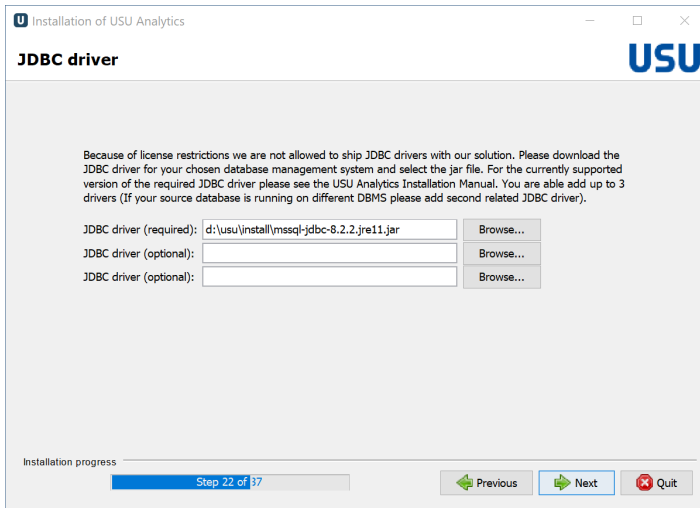 U Installation of USU Analytics
JDBC driver
USU
Because of license restrictions we are not allowed to ship JDBC drivers with our solution. Please download the
JDBC driver for your chosen database management system and select the jar file. For the currently supported
version of the required JDBC driver please see the USU Analytics Installation Manual. You are able add up to 3
drivers (If your source database is running on different DBMS please add second related JDBC driver).
JDBC driver (required): d:\usu\install\mssql-jdbc-8.2.2.jre11.jar Browse...
JDBC driver (optional): Browse...
JDBC driver (optional): Browse...
Installation progress
Step 22 of 37 Previous Next Quit